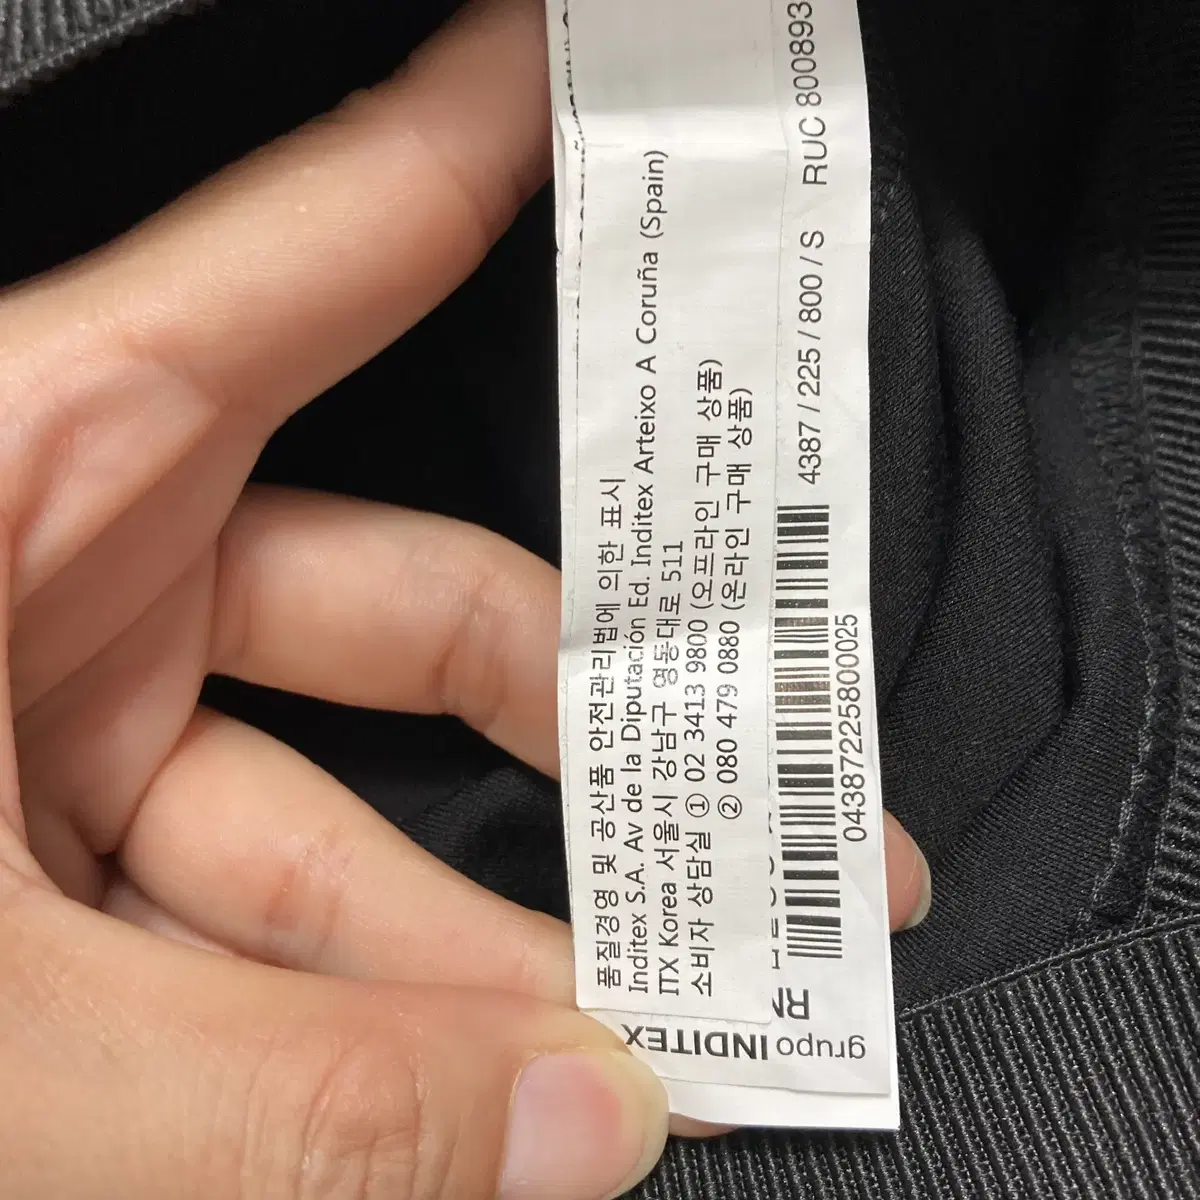 품질경영 및 공산품 안전관리법에 의한 표시
Inditex S.A. Av de la Diputación Ed. Inditex Arteixo A Coruña (Spain)
ITX Korea 서울시 강남구 영동대로 511
소비자 상담실 ① 02 3413 9800 (오프라인 구매 상품)
② 080 479 0880 (온라인 구매 상품)
4387 / 225 / 800 / S RUC 800893
04387225800025
grupo INDITEX